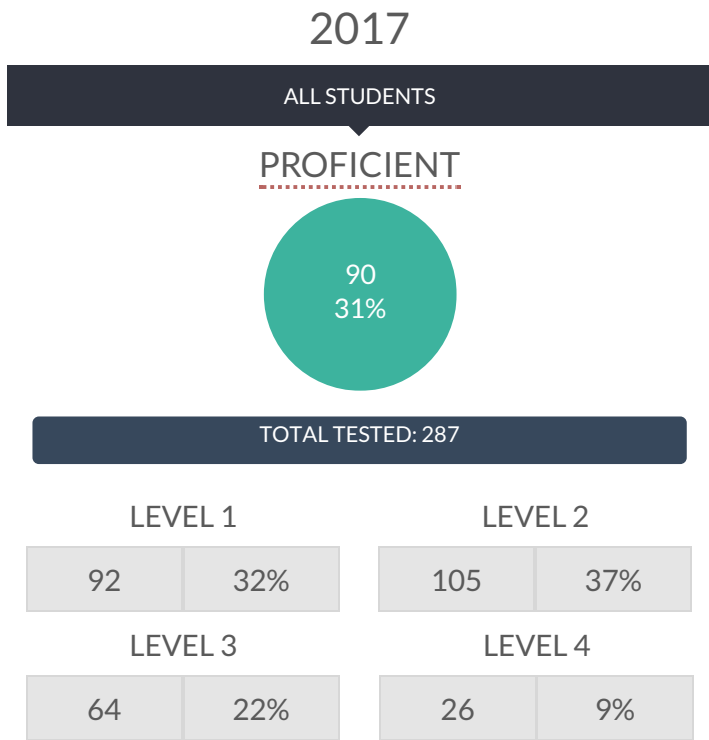 2017
ALL STUDENTS
PROFICIENT
90
31%
TOTAL TESTED: 287
LEVEL 1 LEVEL 2
92 32% 105 37%
LEVEL 3 LEVEL 4
64 22% 26 9%